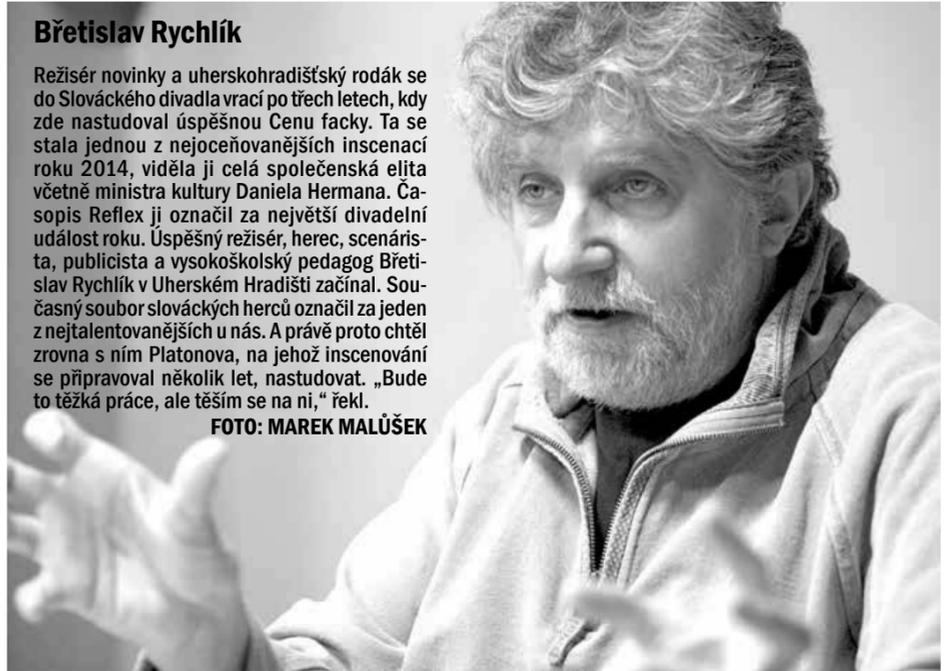 Břetislav Rychlík
Režisér novinky a uherskohradišťský rodák se
do Slováckého divadla vrací po třech letech, kdy
zde nastudoval úspěšnou Cenu facky. Ta se
stala jednou z nejoceňovanějších inscenací
roku 2014, viděla ji celá společenská elita
včetně ministra kultury Daniela Hermana. Ča-
sopis Reflex ji označil za největší divadelní
událost roku. Úspěšný režisér, herec, scenáris-
ta, publicista a vysokoškolský pedagog Břeti-
slav Rychlík v Uherském Hradišti začínal. Sou-
časný soubor slováckých herců označil za jeden
z nejtalentovanějších u nás. A právě proto chtěl
zrovna s ním Platonova, na jehož inscenování
se připravoval několik let, nastudovat. „Bude
to těžká práce, ale těším se na ni,“ řekl.
FOTO: MAREK MALŮŠEK